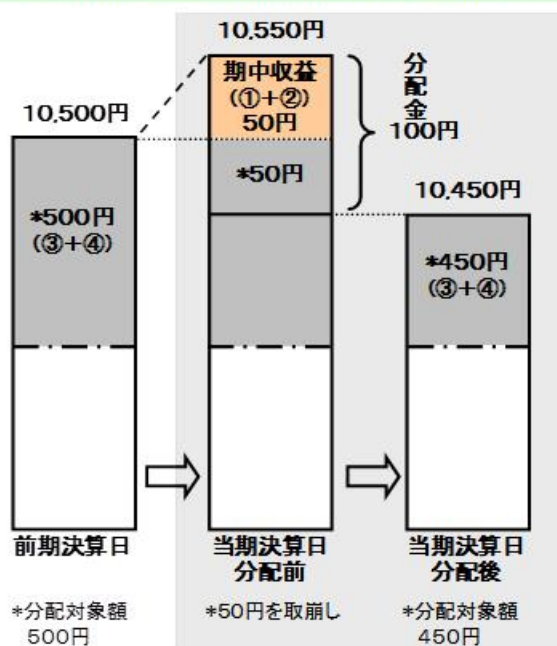 10,500円
*500円
(③+④)
前期決算日
*分配対象額
500円
10,550円
期中収益
(①+②)
50円
*50円
分配金
100円
当期決算日
分配前
*50円を取崩し
10,450円
*450円
(③+④)
当期決算日
分配後
*分配対象額
450円